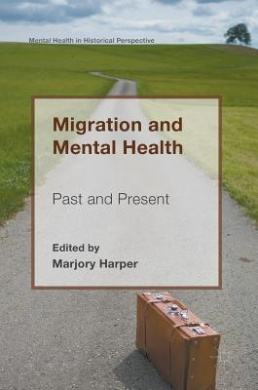 Mental Health in Historical Perspective
Migration and
Mental Health
Past and Present
Edited by
Marjory Harper